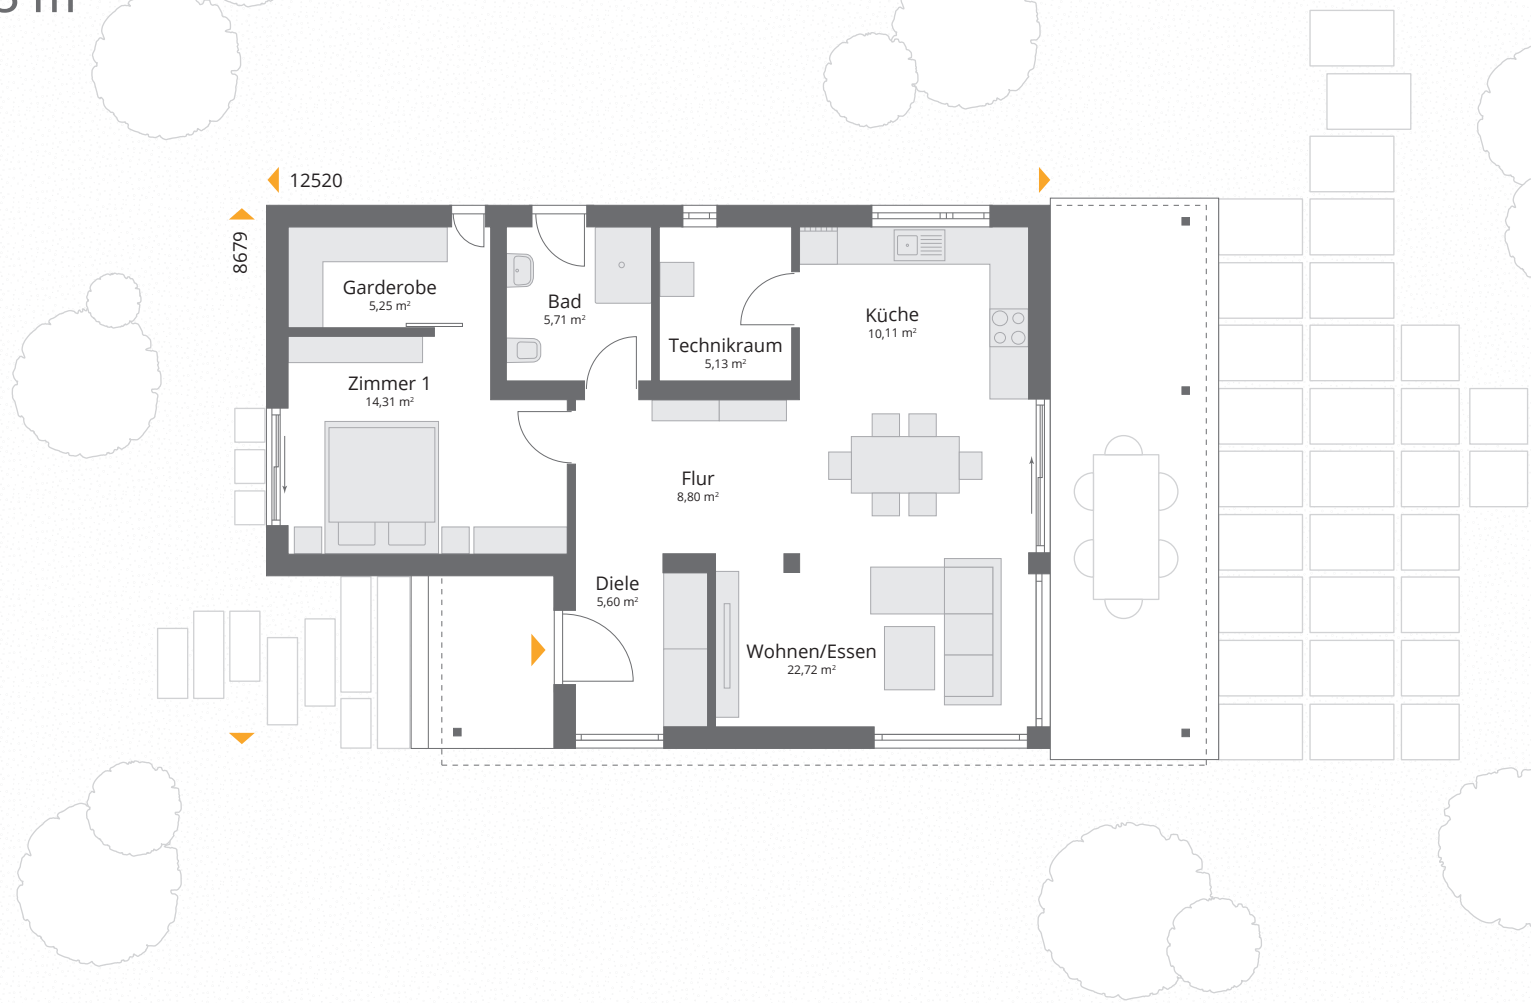 12520
8679
Garderobe
5,25 m²
Bad
5,71 m²
Technikraum
5,13 m²
Küche
10,11 m²
Zimmer 1
14,31 m²
Flur
8,80 m²
Diele
5,60 m²
Wohnen/Essen
22,72 m²